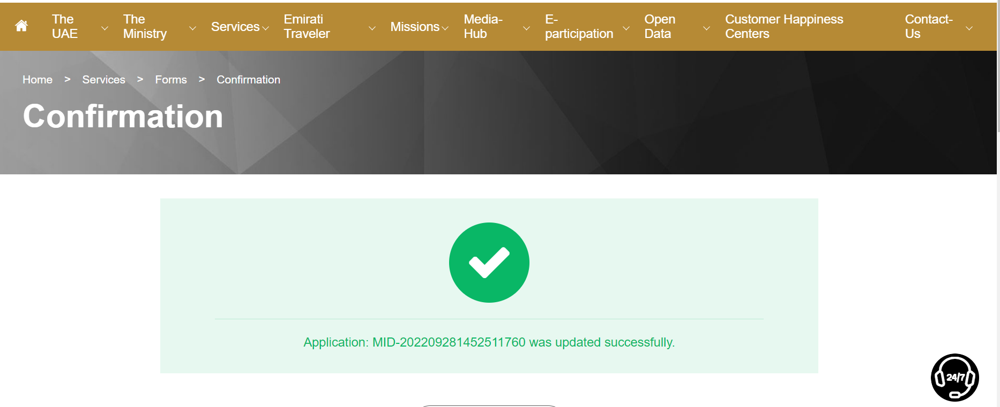 The UAE
The Ministry
Services
Emirati Traveler
Missions
Media-Hub
E-participation
Open Data
Customer Happiness Centers
Contact-Us
Home > Services > Forms > Confirmation
Confirmation
Application: MID-202209281452511760 was updated successfully.
24/7